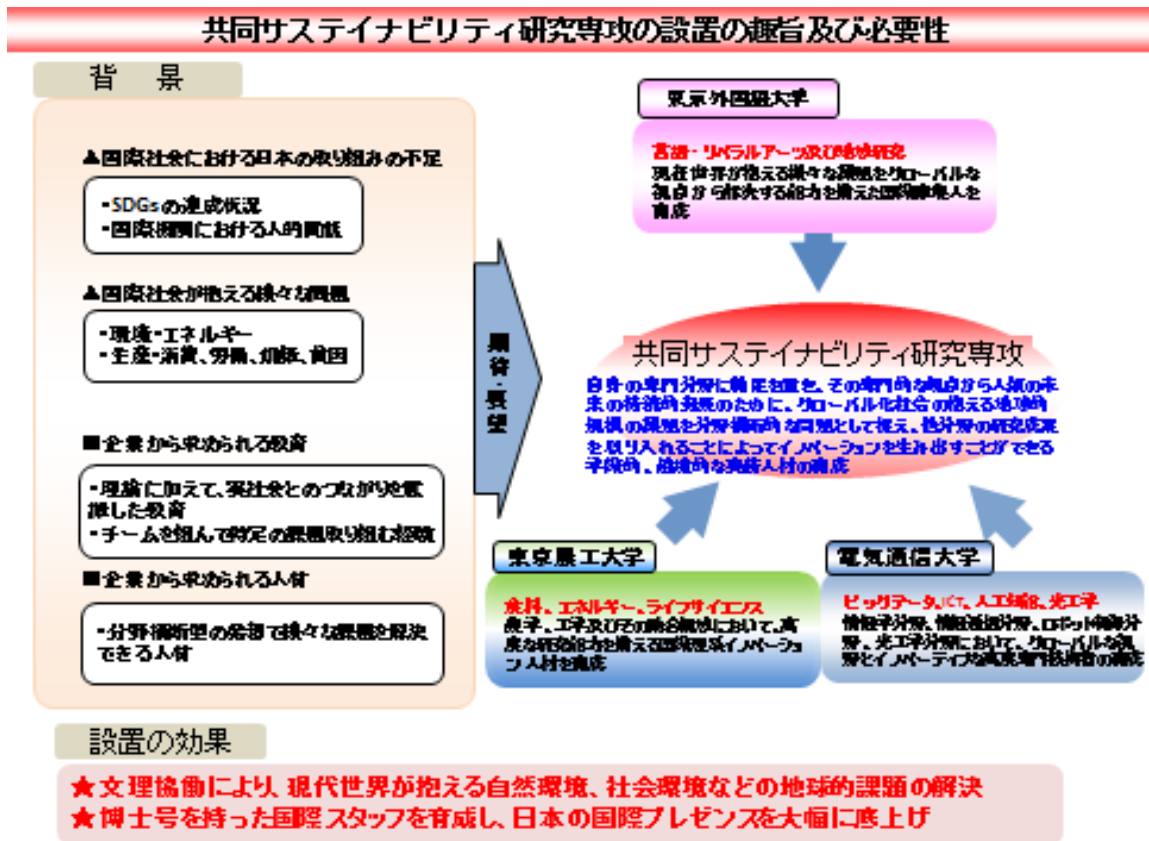 共同サステイナビリティ研究専攻の設置の趣旨及び必要性
背 景
▲国際社会における日本の取り組みの不足
・SDGsの達成状況
・国際機関における人的貢献
▲国際社会が抱える様々な問題
・環境・エネルギー
・生産・消費、労働、紛争、貧困
■企業から求められる教育
・理論に加えて、実社会とのつながりを意
識した教育
・チームを組んで特定の課題取り組む経験
■企業から求められる人材
・分野横断型の発想で様々な課題を解決
できる人材
期待・要望
東京外国語大学
言語・リベラルアーツ及び地域研究
現在世界が抱える様々な課題をグローバルな
視点から解決する能力を備えた国際職業人を
育成
共同サステイナビリティ研究専攻
自身の専門分野に軸足を置き、その専門的な視点から人類の未
来の持続的発展のために、グローバル化社会の抱える地球的
規模の課題を分野横断的な問題として捉え、他分野の研究成果
を取り入れることによってイノベーションを生み出すことができる
学際的、越境的な実務人材の育成
東京農工大学
食料、エネルギー、ライフサイエンス
農学、工学及びその融合領域において、高
度な研究能力を備える国際理系イノベーショ
ン人材を育成
電気通信大学
ビッグデータ、ICT、人工知能、光工学
情報学分野、情報通信分野、ロボット制御分
野、光工学分野において、グローバルな視
野とイノベーティブな高度専門技術者の育成
設置の効果
★文理協働により、現代世界が抱える自然環境、社会環境などの地球的課題の解決
★博士号を持った国際スタッフを育成し、日本の国際プレゼンスを大幅に底上げ